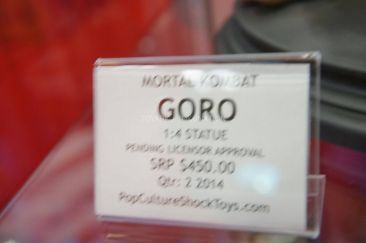 MORTAL KOMBAT
GORO
1:4 STATUE
PENDING LICENSOR APPROVAL
SRP $450.00
Qtr: 2 2014
PopCultureShockToys.com